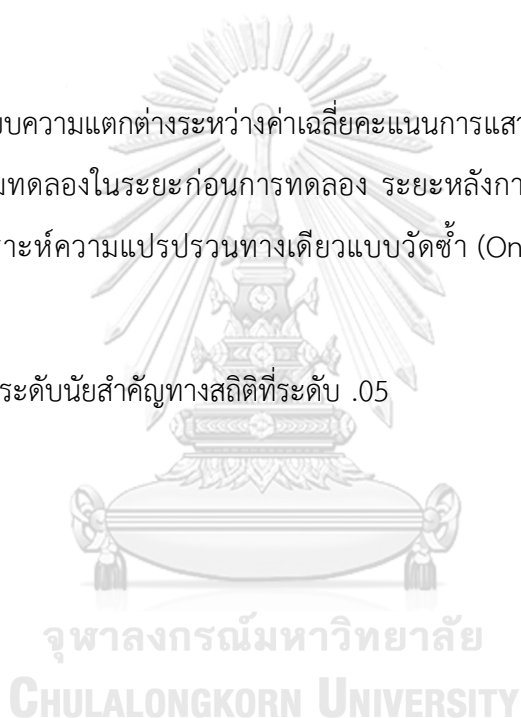 บความแตกต่างระหว่างค่าเฉลี่ยคะแนนการแสว
มทดลองในระยะก่อนการทดลอง ระยะหลังกา
ราะห์ความแปรปรวนทางเดียวแบบวัดซ้ำ (On
ระดับนัยสำคัญทางสถิติที่ระดับ .05
จุฬาลงกรณ์มหาวิทยาลัย
CHULALONGKORN UNIVERSITY